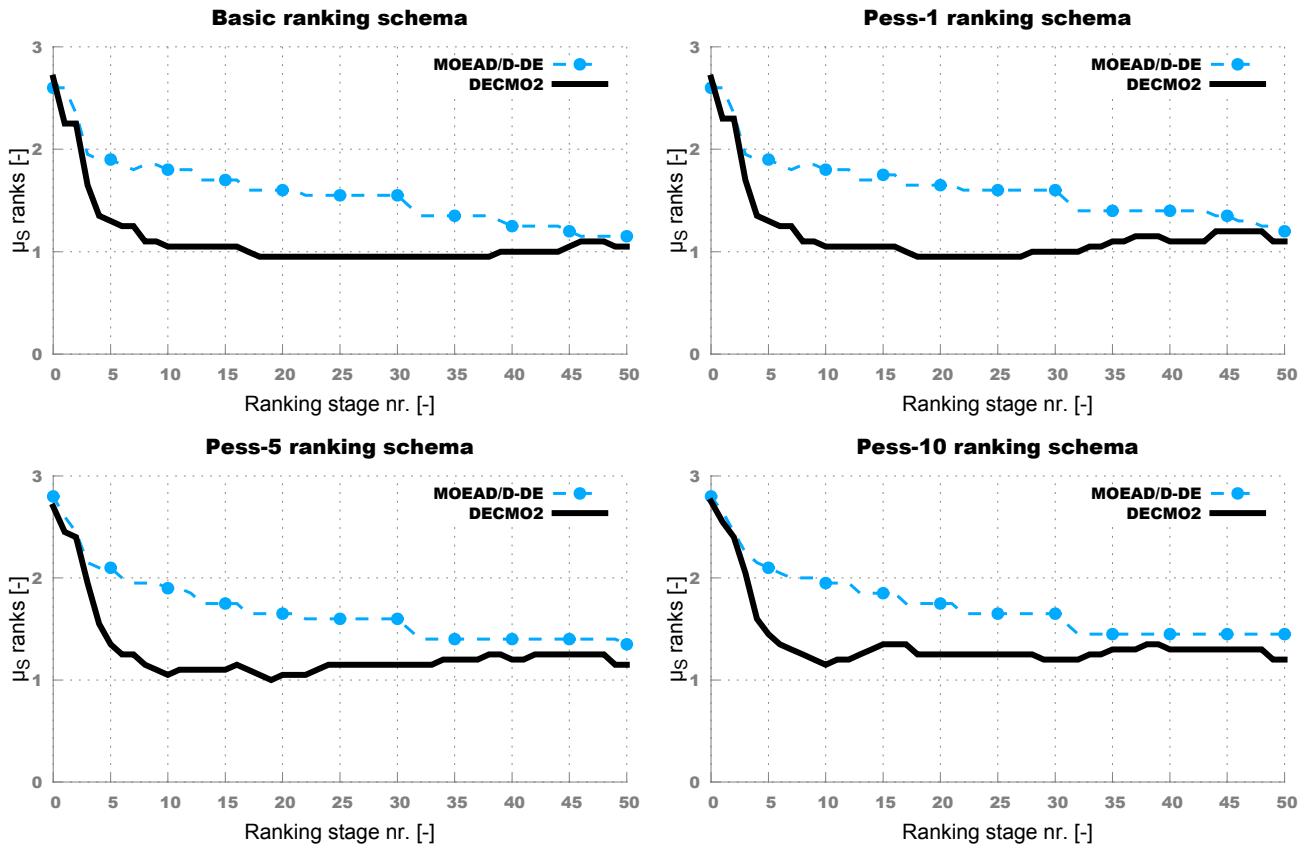 Basic ranking schema
3
2
1
0
µS ranks [-]
MOEAD/D-DE
DECMO2
0 5 10 15 20 25 30 35 40 45 50
Ranking stage nr. [-]
Pess-1 ranking schema
3
2
1
0
µS ranks [-]
MOEAD/D-DE
DECMO2
0 5 10 15 20 25 30 35 40 45 50
Ranking stage nr. [-]
Pess-5 ranking schema
3
2
1
0
µS ranks [-]
MOEAD/D-DE
DECMO2
0 5 10 15 20 25 30 35 40 45 50
Ranking stage nr. [-]
Pess-10 ranking schema
3
2
1
0
µS ranks [-]
MOEAD/D-DE
DECMO2
0 5 10 15 20 25 30 35 40 45 50
Ranking stage nr. [-]